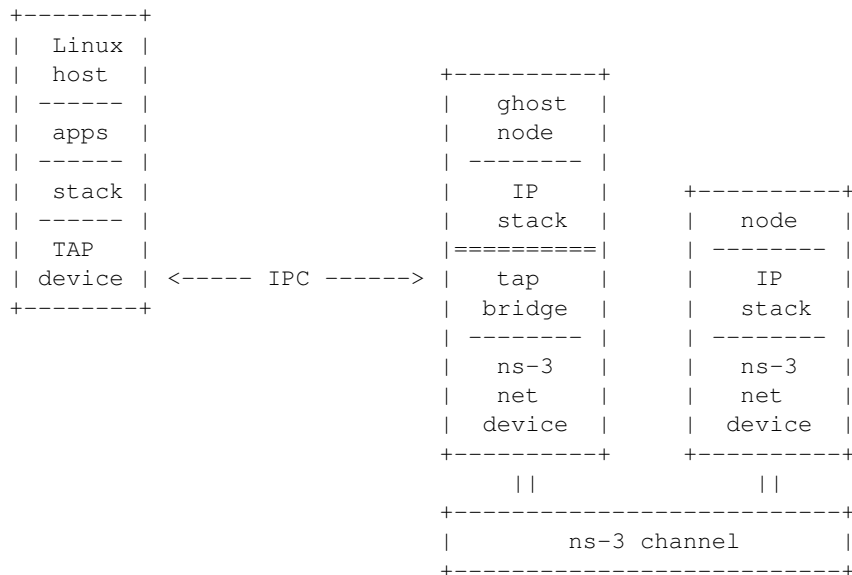 +--------+
| Linux |
| host | +----------+
| ------ | | ghost |
| apps | | node |
| ------ | | -------- |
| stack | | IP | +----------+
| ------ | | stack | | node |
| TAP | |==========| | -------- |
| device | <----- IPC ------> | tap | | IP |
+--------+ | bridge | | stack |
| -------- | | -------- |
| ns-3 | | ns-3 |
| net | | net |
| device | | device |
+----------+ +----------+
|| ||
+---------------------------+
| ns-3 channel |
+---------------------------+